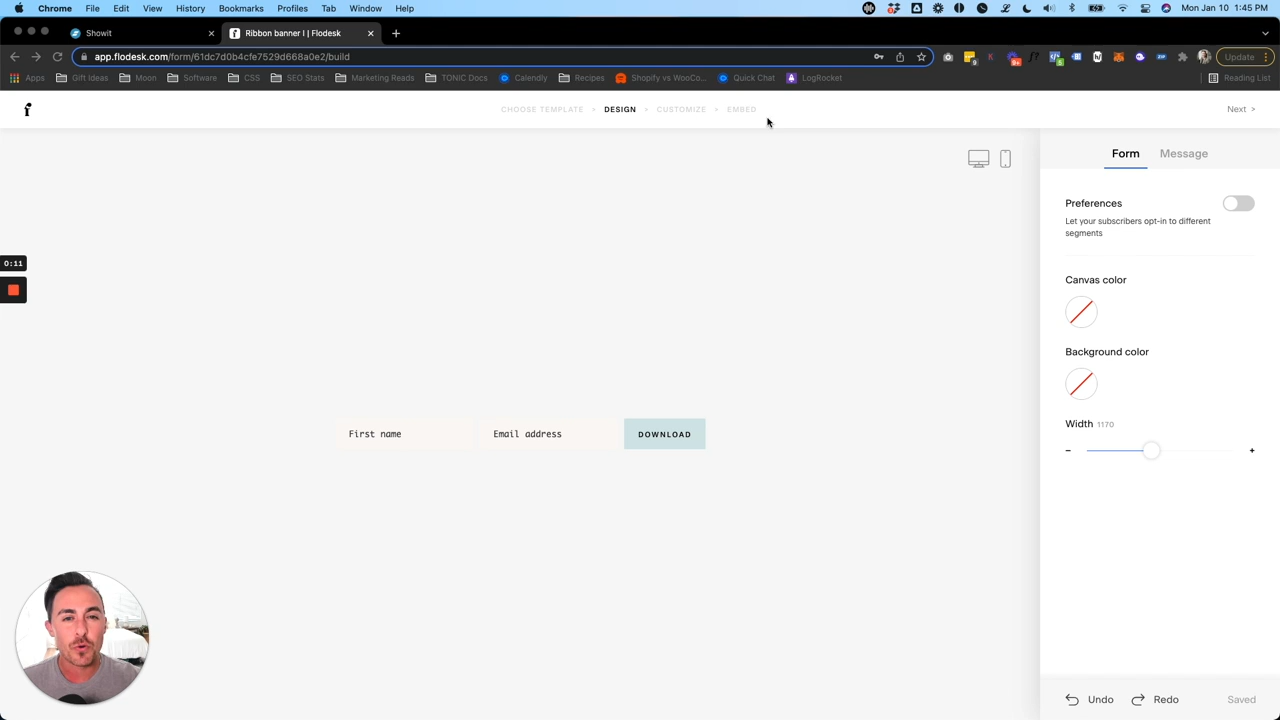 Chrome File Edit View History Bookmarks Profiles Tab Window Help Mon Jan 10 1:45 PM
Showit
Ribbon banner I | Flodesk
app.flodesk.com/form/61dc7d0b4cfe7529d668a0e2/build
Update
Apps Gift Ideas Moon Software CSS SEO Stats Marketing Reads TONIC Docs Calendly Recipes Shopify vs WooCo... Quick Chat LogRocket Reading List
CHOOSE TEMPLATE DESIGN CUSTOMIZE EMBED Next >
Form Message
Preferences
Let your subscribers opt-in to different
segments
0:11
Canvas color
Background color
Width 1170
- +
First name Email address DOWNLOAD
Undo Redo Saved